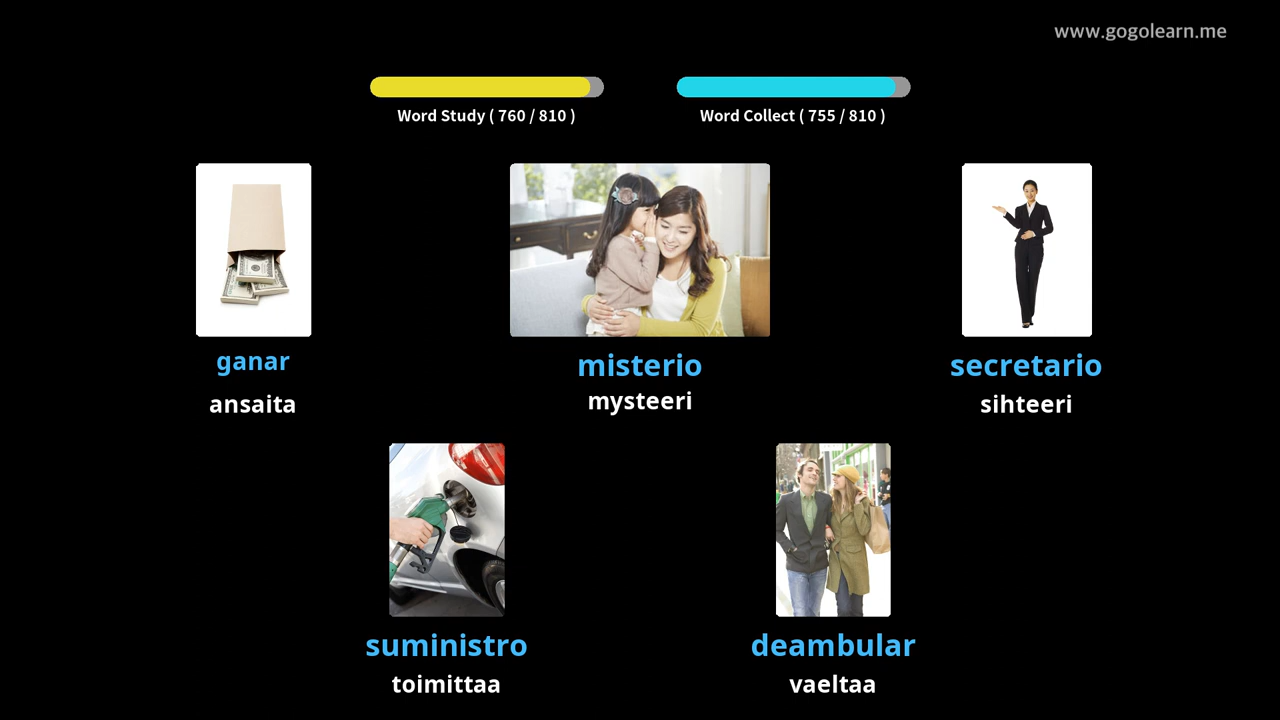 www.gogolearn.me
Word Study ( 760 / 810 )
Word Collect ( 755 / 810 )
ganar
ansaita
misterio
mysteeri
secretario
sihteeri
suministro
toimittaa
deambular
vaeltaa